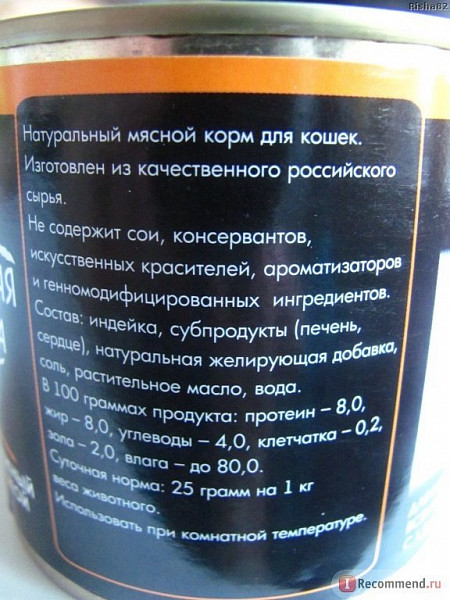 Risha82
Натуральный мясной корм для кошек.
Изготовлен из качественного российского
сырья.
Не содержит сои, консервантов,
искусственных красителей, ароматизаторов
и генномодифицированных ингредиентов.
Состав: индейка, субпродукты (печень,
сердце), натуральная желирующая добавка,
соль, растительное масло, вода.
В 100 граммах продукта: протеин – 8,0,
жир – 8,0, углеводы – 4,0, клетчатка – 0,2,
зола – 2,0, влага – до 80,0.
Суточная норма: 25 грамм на 1 кг
веса животного.
Использовать при комнатной температуре.
iRecommend.ru